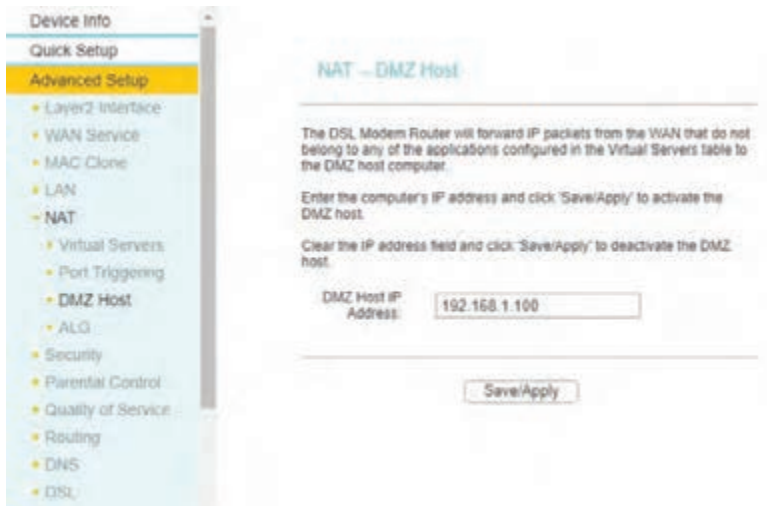 Device Info
Quick Setup
Advanced Setup
Layer2 Interface
WAN Service
MAC Clone
LAN
NAT
Virtual Servers
Port Triggering
DMZ Host
ALG
Security
Parental Control
Quality of Service
Routing
DNS
DSL
NAT -- DMZ Host
The DSL Modem Router will forward IP packets from the WAN that do not
belong to any of the applications configured in the Virtual Servers table to
the DMZ host computer.
Enter the computer's IP address and click 'Save/Apply' to activate the
DMZ host.
Clear the IP address field and click 'Save/Apply' to deactivate the DMZ
host.
DMZ Host IP
Address:
192.168.1.100
Save/Apply